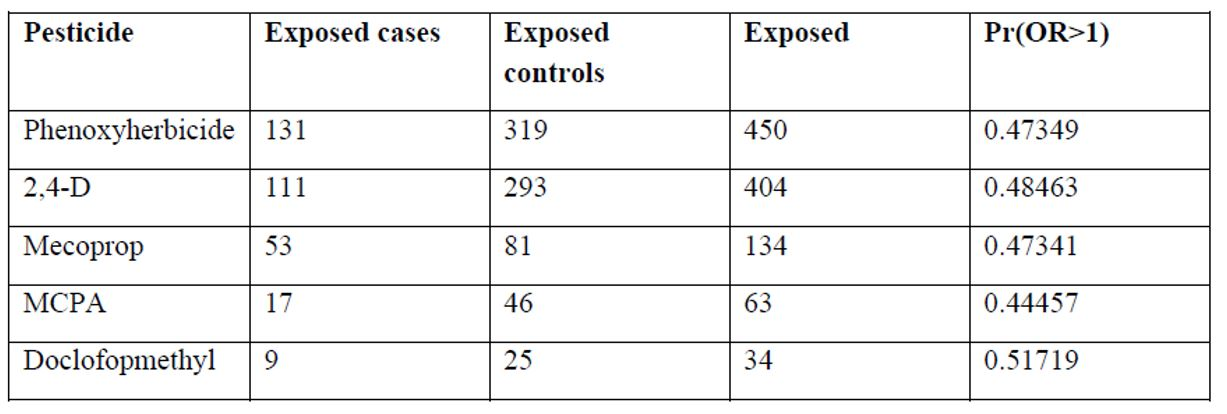 Pesticide Exposed cases Exposed controls Exposed Pr(OR>1)
Phenoxyherbicide 131 319 450 0.47349
2,4-D 111 293 404 0.48463
Mecoprop 53 81 134 0.47341
MCPA 17 46 63 0.44457
Doclofopmethyl 9 25 34 0.51719